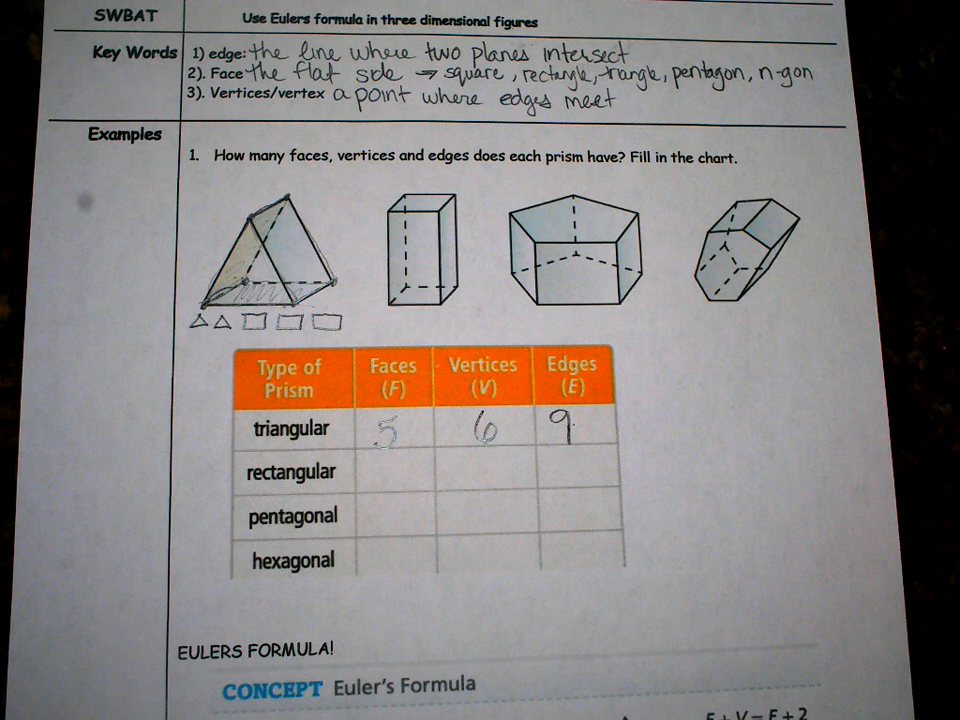 SWBAT Use Eulers formula in three dimensional figures
Key Words 1) edge: the line where two planes intersect
2). Face the flat side → square, rectangle, triangle, pentagon, n-gon
3). Vertices/vertex a point where edges meet
Examples
1. How many faces, vertices and edges does each prism have? Fill in the chart.
Type of Prism Faces (F) Vertices (V) Edges (E)
triangular 5 6 9
rectangular
pentagonal
hexagonal
EULERS FORMULA!
CONCEPT Euler's Formula
F + V = E + 2